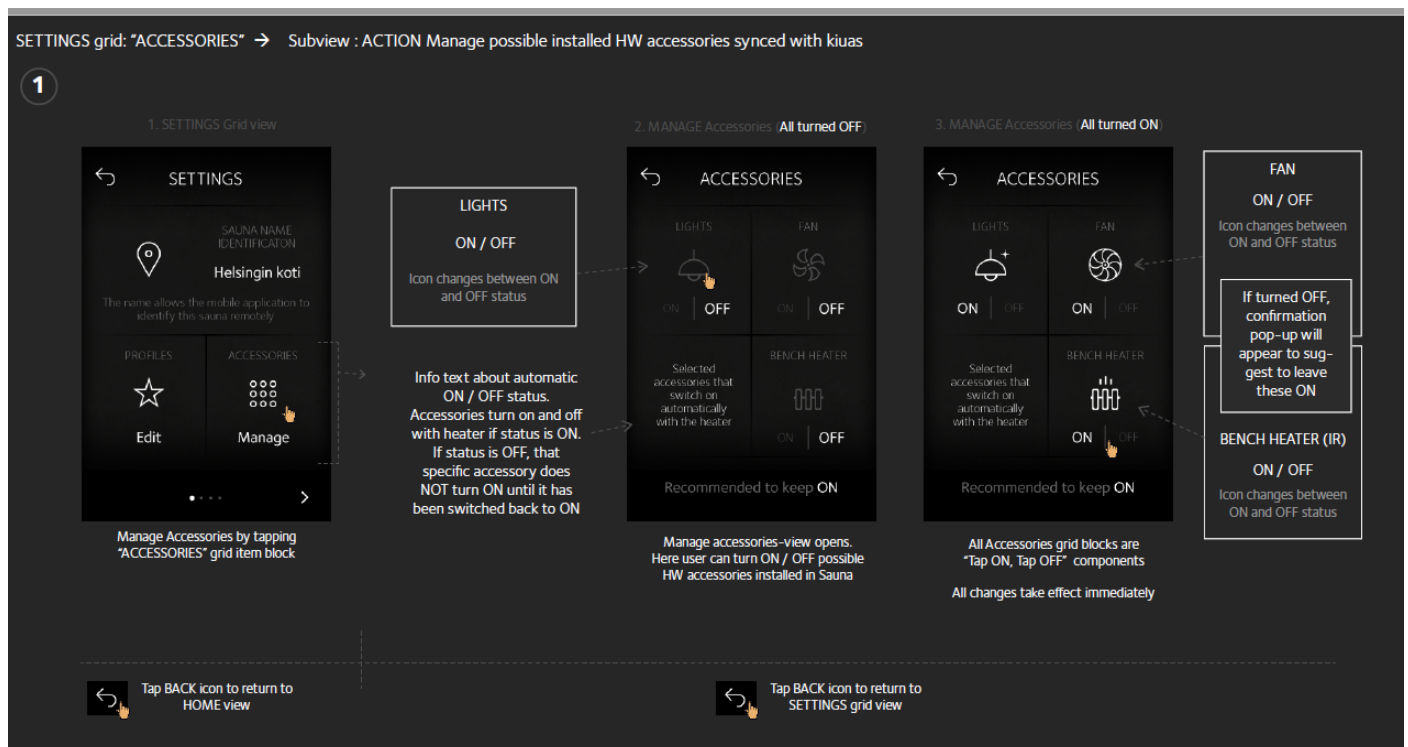 SETTINGS grid: “ACCESSORIES” → Subview : ACTION Manage possible installed HW accessories synced with kiuas
1
1. SETTINGS Grid view
SETTINGS
SAUNA NAME
IDENTIFICATON
Helsingin koti
The name allows the mobile application to
identify this sauna remotely
PROFILES
Edit
ACCESSORIES
Manage
Manage Accessories by tapping
“ACCESSORIES” grid item block
LIGHTS
ON / OFF
Icon changes between ON
and OFF status
Info text about automatic
ON / OFF status.
Accessories turn on and off
with heater if status is ON.
If status is OFF, that
specific accessory does
NOT turn ON until it has
been switched back to ON
2. MANAGE Accessories (All turned OFF)
ACCESSORIES
LIGHTS
ON | OFF
FAN
ON | OFF
Selected
accessories that
switch on
automatically
with the heater
BENCH HEATER
ON | OFF
Recommended to keep ON
Manage accessories-view opens.
Here user can turn ON / OFF possible
HW accessories installed in Sauna
3. MANAGE Accessories (All turned ON)
ACCESSORIES
LIGHTS
ON | OFF
FAN
ON | OFF
Selected
accessories that
switch on
automatically
with the heater
BENCH HEATER
ON | OFF
Recommended to keep ON
All Accessories grid blocks are
“Tap ON, Tap OFF” components
All changes take effect immediately
FAN
ON / OFF
Icon changes between
ON and OFF status
If turned OFF,
confirmation
pop-up will
appear to sug-
gest to leave
these ON
BENCH HEATER (IR)
ON / OFF
Icon changes between
ON and OFF status
Tap BACK icon to return to
HOME view
Tap BACK icon to return to
SETTINGS grid view